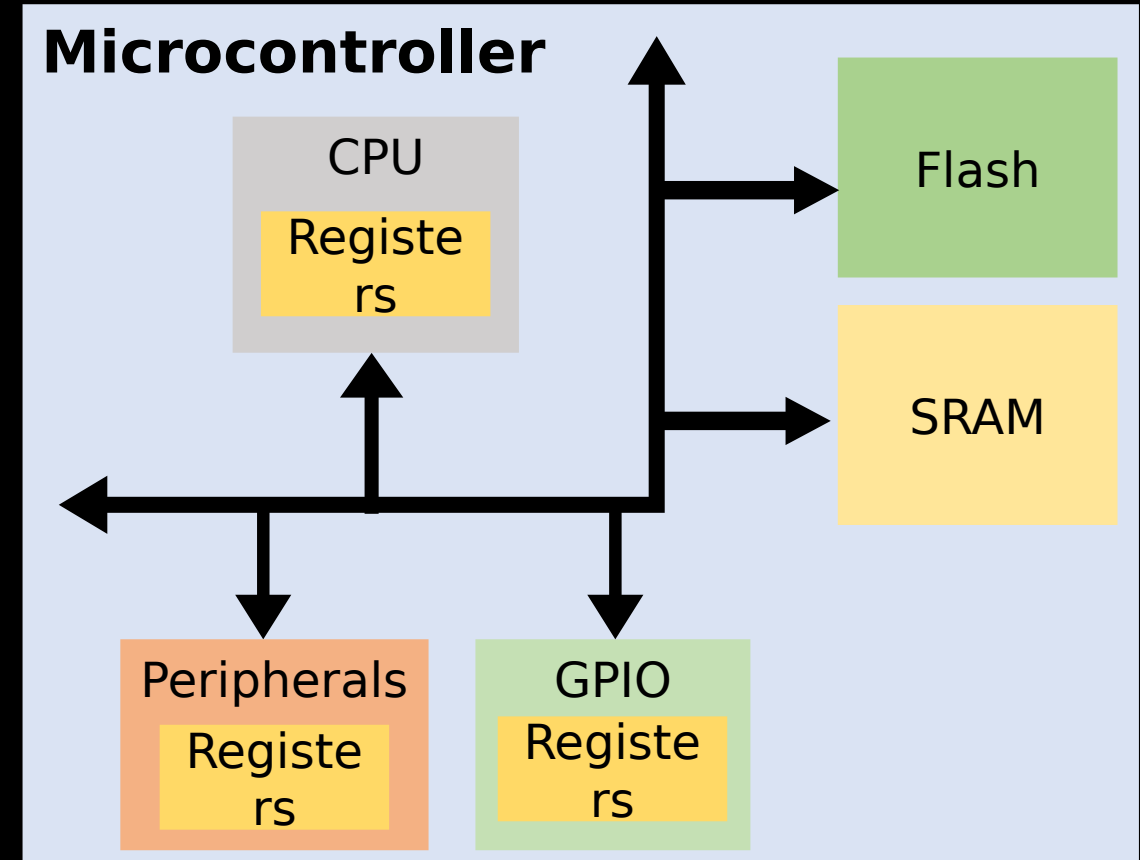 Microcontroller
CPU
Registe
rs
Flash
SRAM
Peripherals
Registe
rs
GPIO
Registe
rs